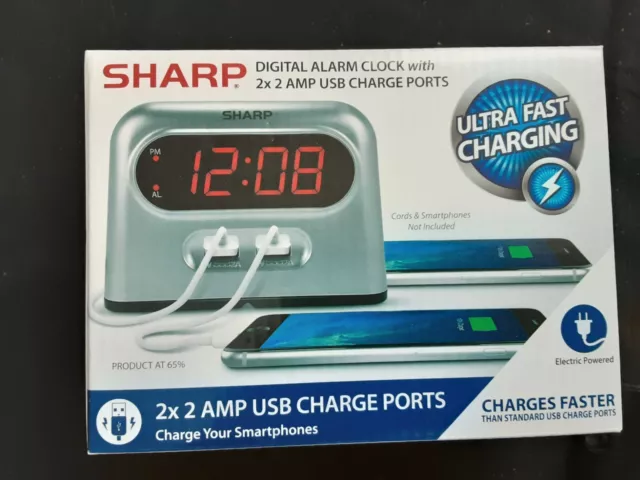 SHARP®
DIGITAL ALARM CLOCK with
2x 2 AMP USB CHARGE PORTS
ULTRA FAST
CHARGING
SHARP
PM
12:08
AL
Cords & Smartphones
Not Included
PRODUCT AT 65%
Electric Powered
2x 2 AMP USB CHARGE PORTS
Charge Your Smartphones
CHARGES FASTER
THAN STANDARD USB CHARGE PORTS